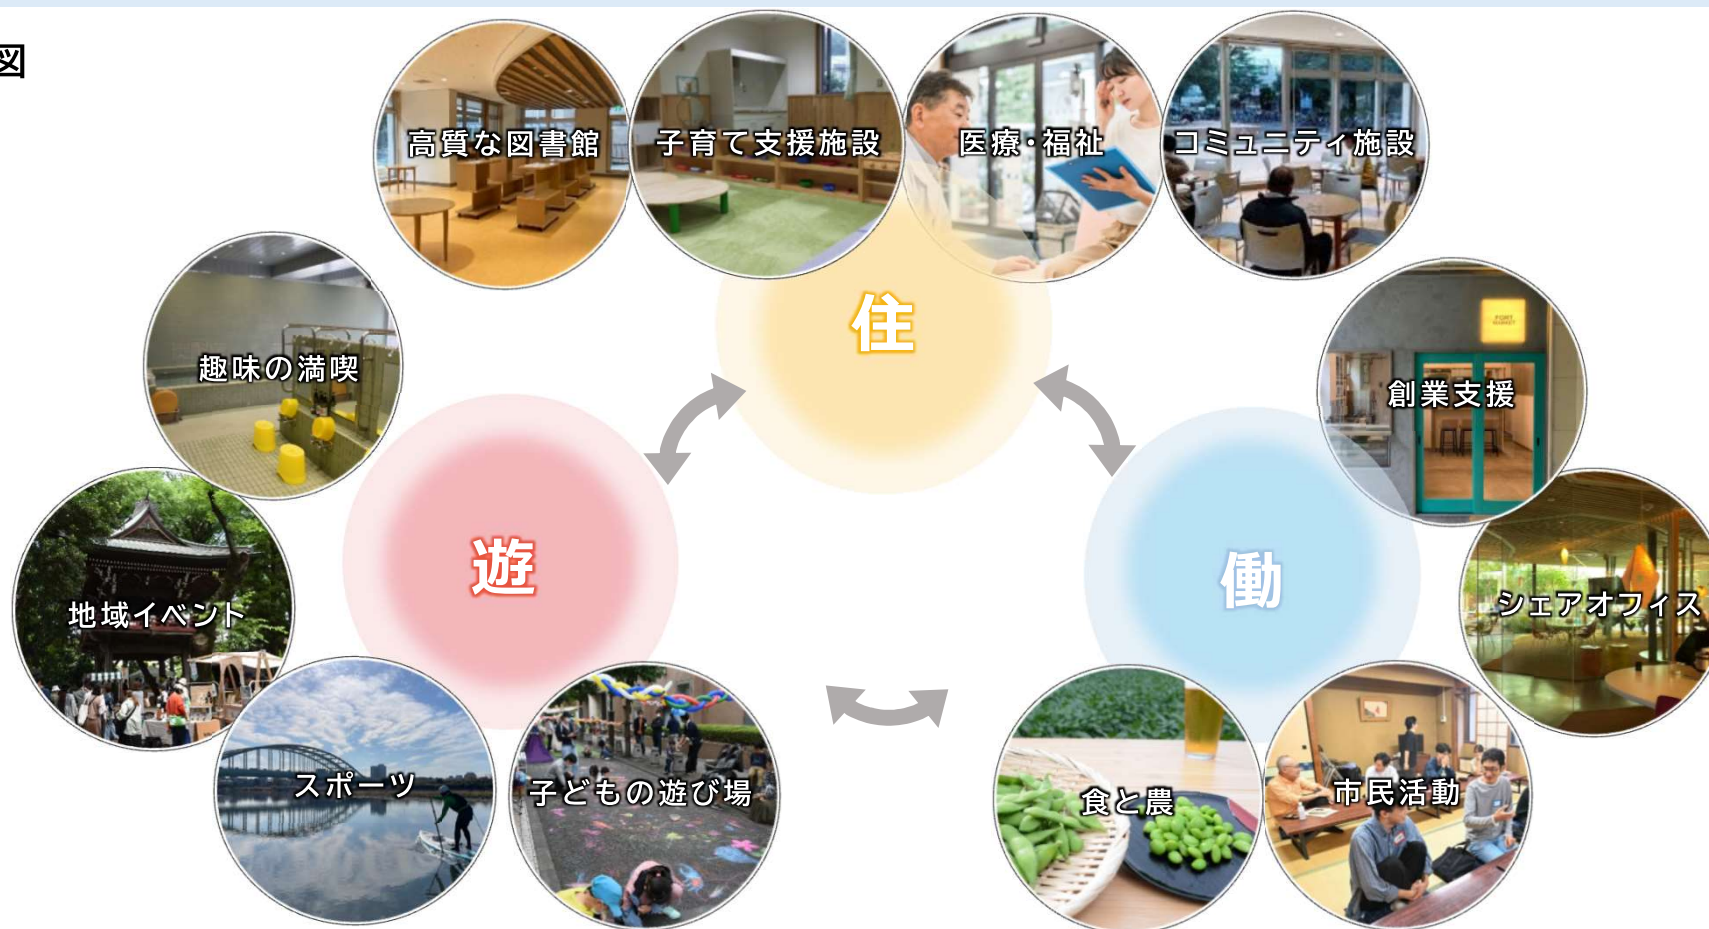 図
高質な図書館
子育て支援施設
医療・福祉
コミュニティ施設
住
趣味の満喫
創業支援
FORT
MARKET
遊
働
地域イベント
シェアオフィス
スポーツ
子どもの遊び場
食と農
市民活動